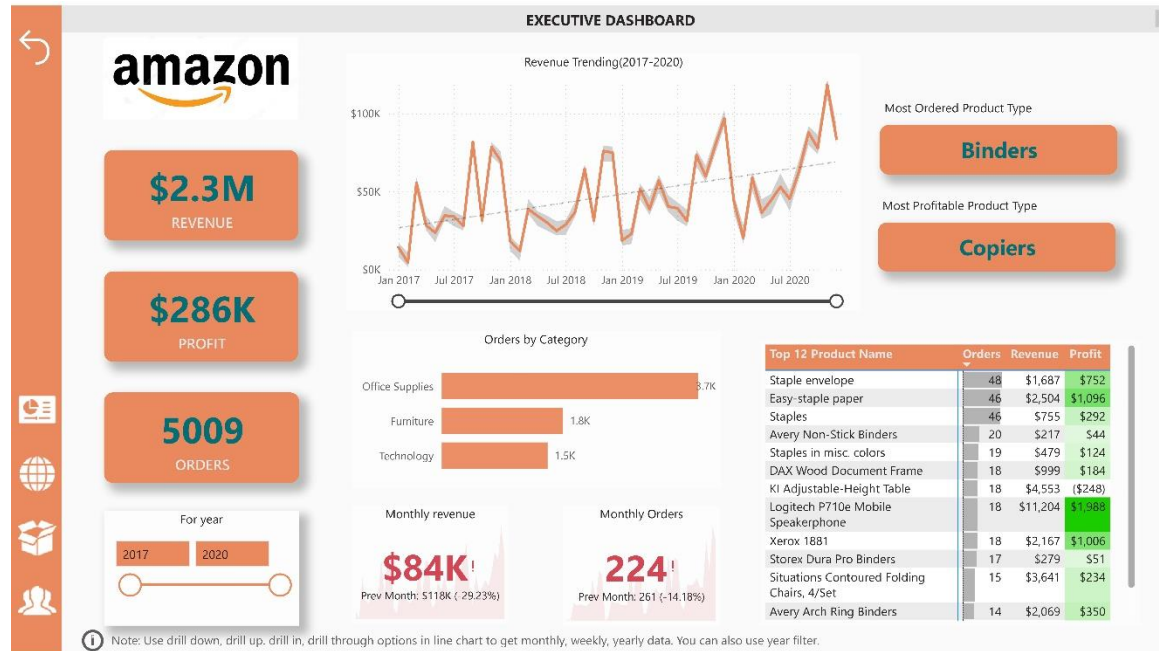 EXECUTIVE DASHBOARD
amazon
$2.3M
REVENUE
$286K
PROFIT
5009
ORDERS
For year
2017 2020
Revenue Trending(2017-2020)
$100K
$50K
$0K
Jan 2017 Jul 2017 Jan 2018 Jul 2018 Jan 2019 Jul 2019 Jan 2020 Jul 2020
Most Ordered Product Type
Binders
Most Profitable Product Type
Copiers
Orders by Category
Office Supplies 3.7K
Furniture 1.8K
Technology 1.5K
Monthly revenue
$84K!
Prev Month: $118K (-29.23%)
Monthly Orders
224!
Prev Month: 261 (-14.18%)
Top 12 Product Name Orders Revenue Profit
Staple envelope 48 $1,687 $752
Easy-staple paper 46 $2,504 $1,096
Staples 46 $755 $292
Avery Non-Stick Binders 20 $217 $44
Staples in misc. colors 19 $479 $124
DAX Wood Document Frame 18 $999 $184
KI Adjustable-Height Table 18 $4,553 ($248)
Logitech P710e Mobile 18 $11,204 $1,988
Speakerphone
Xerox 1881 18 $2,167 $1,006
Storex Dura Pro Binders 17 $279 $51
Situations Contoured Folding 15 $3,641 $234
Chairs, 4/Set
Avery Arch Ring Binders 14 $2,069 $350
Note: Use drill down, drill up, drill in, drill through options in line chart to get monthly, weekly, yearly data. You can also use year filter.